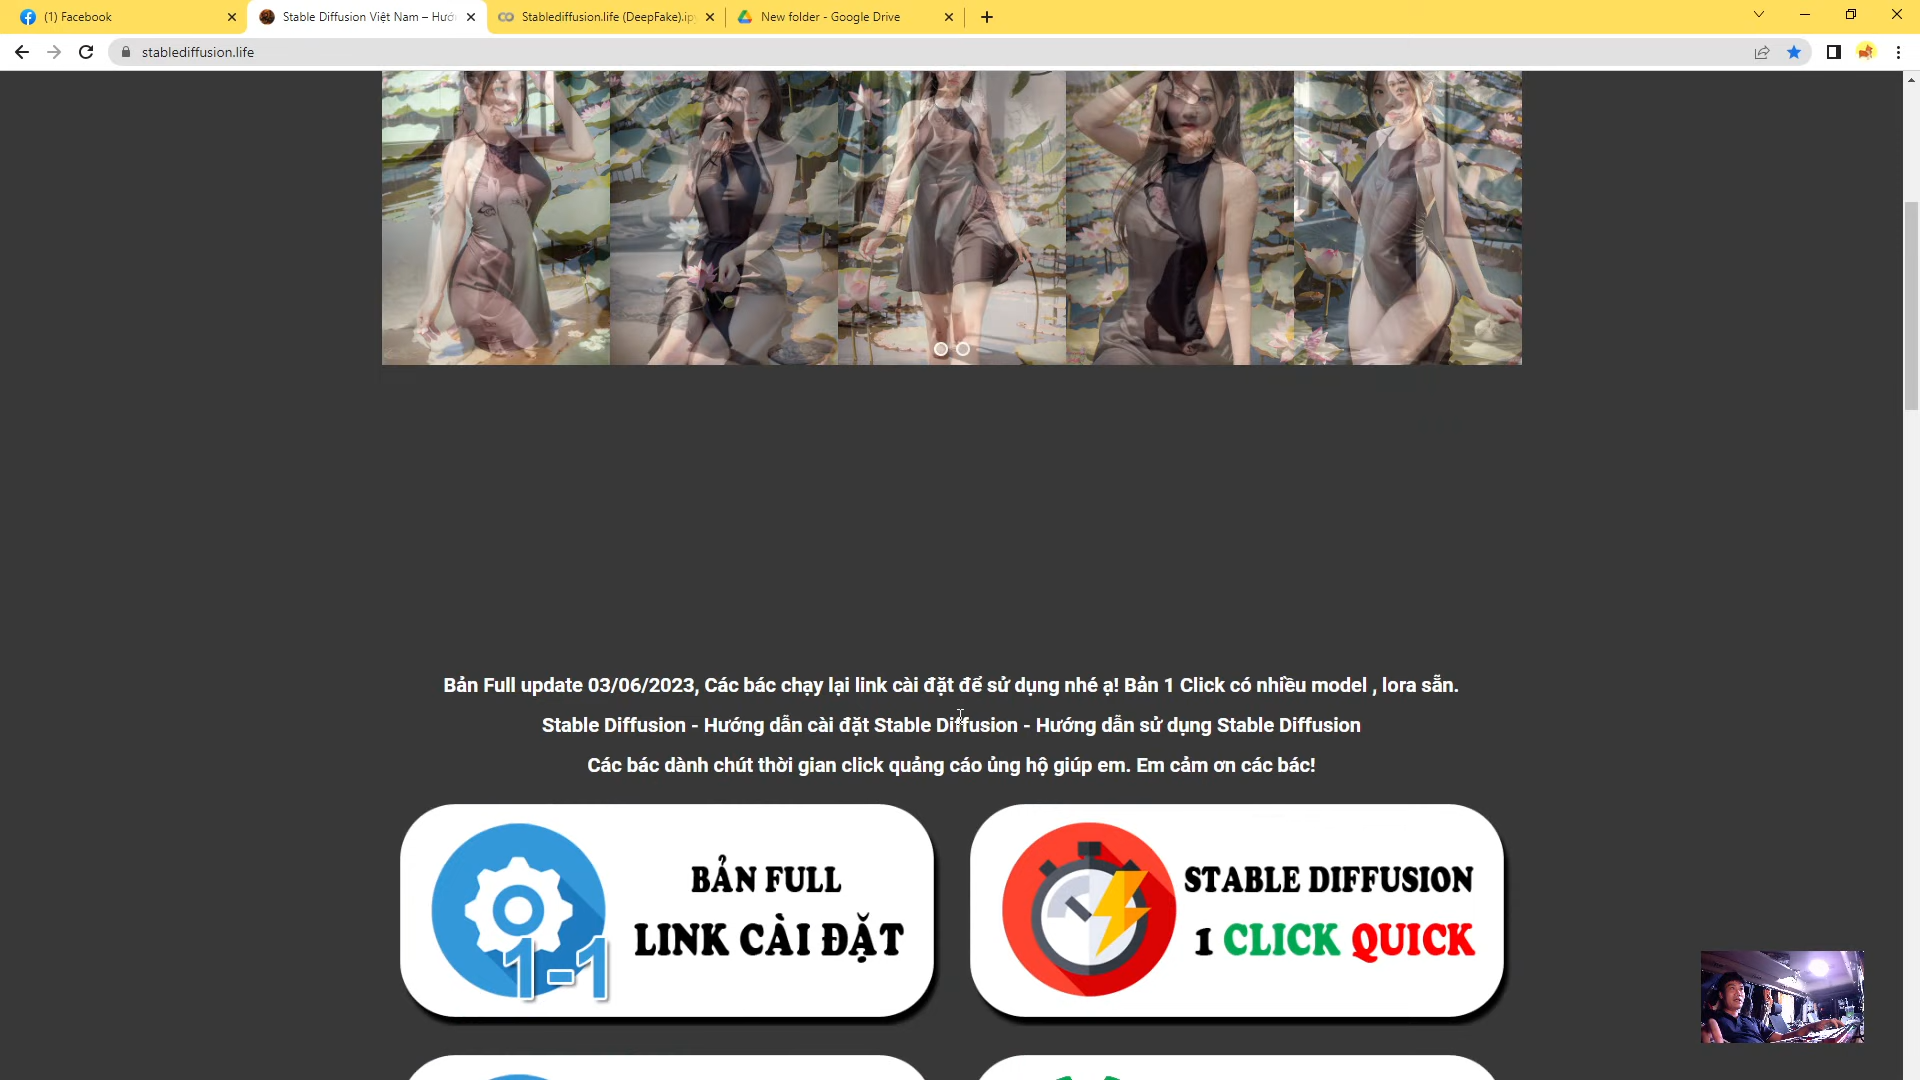 (1) Facebook
Stable Diffusion Việt Nam – Hướ
Stablediffusion.life (DeepFake).ip
New folder - Google Drive
stablediffusion.life
Bản Full update 03/06/2023, Các bác chạy lại link cài đặt để sử dụng nhé ạ! Bản 1 Click có nhiều model , lora sẵn.
Stable Diffusion - Hướng dẫn cài đặt Stable Diffusion - Hướng dẫn sử dụng Stable Diffusion
Các bác dành chút thời gian click quảng cáo ủng hộ giúp em. Em cảm ơn các bác!
1-1
BẢN FULL
LINK CÀI ĐẶT
STABLE DIFFUSION
1 CLICK QUICK